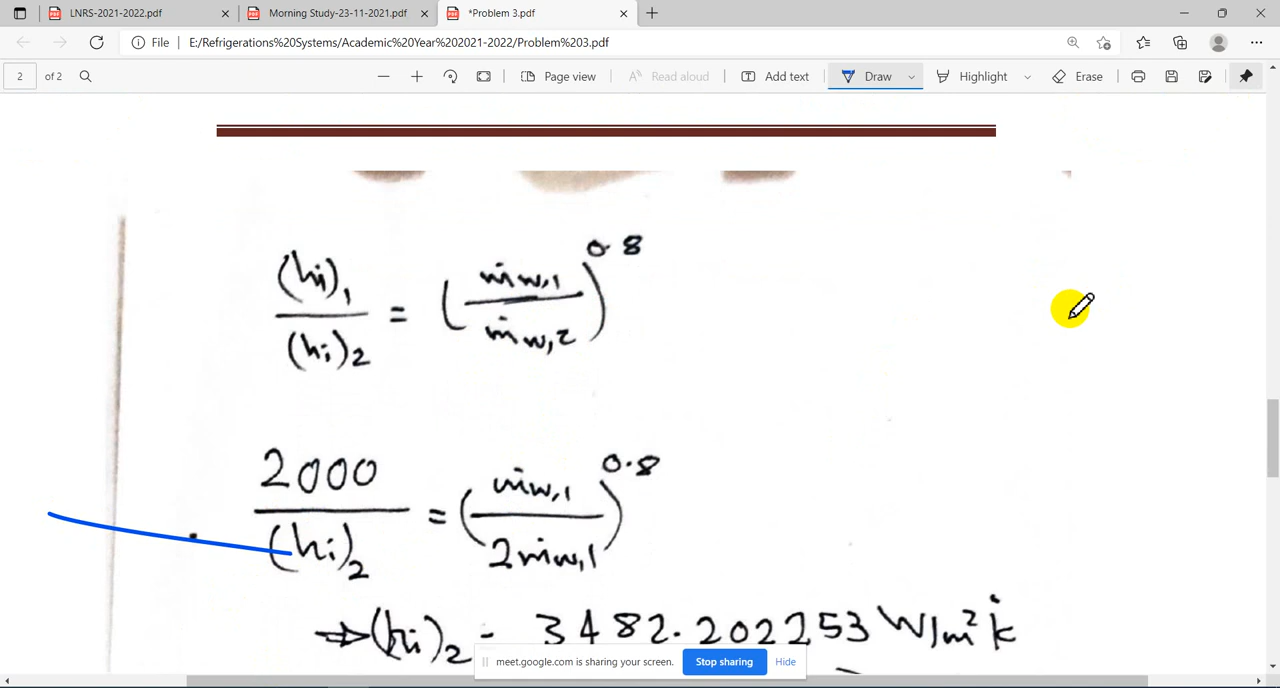 LNRS-2021-2022.pdf
Morning Study-23-11-2021.pdf
*Problem 3.pdf
File E:/Refrigerations%20Systems/Academic%20Year%202021-2022/Problem%203.pdf
2 of 2 Page view Read aloud Add text Draw Highlight Erase
(hi)₁ / (hi)₂ = (ṁw,1 / ṁw,2)^0.8
2000 / (hi)₂ = (ṁw,1 / 2ṁw,1)^0.8
⇒(hi)₂ = 3482.202253 W/m²k
meet.google.com is sharing your screen. Stop sharing Hide